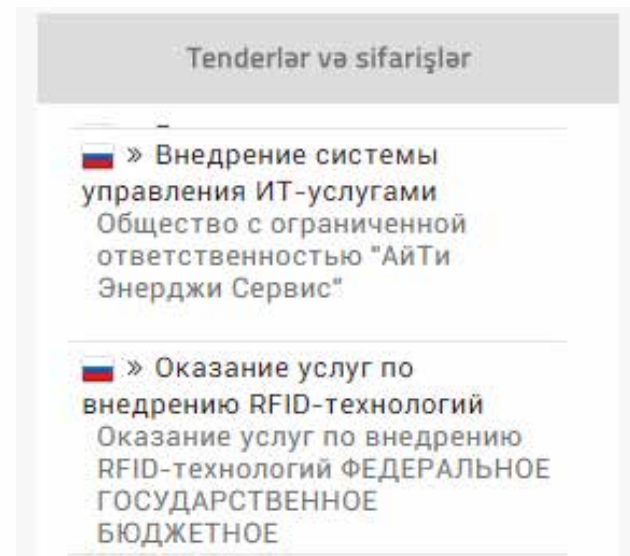 Tenderlər və sifarişlər
» Внедрение системы
управления ИТ-услугами
Общество с ограниченной
ответственностью "АйТи
Энерджи Сервис"
» Оказание услуг по
внедрению RFID-технологий
Оказание услуг по внедрению
RFID-технологий ФЕДЕРАЛЬНОЕ
ГОСУДАРСТВЕННОЕ
БЮДЖЕТНОЕ